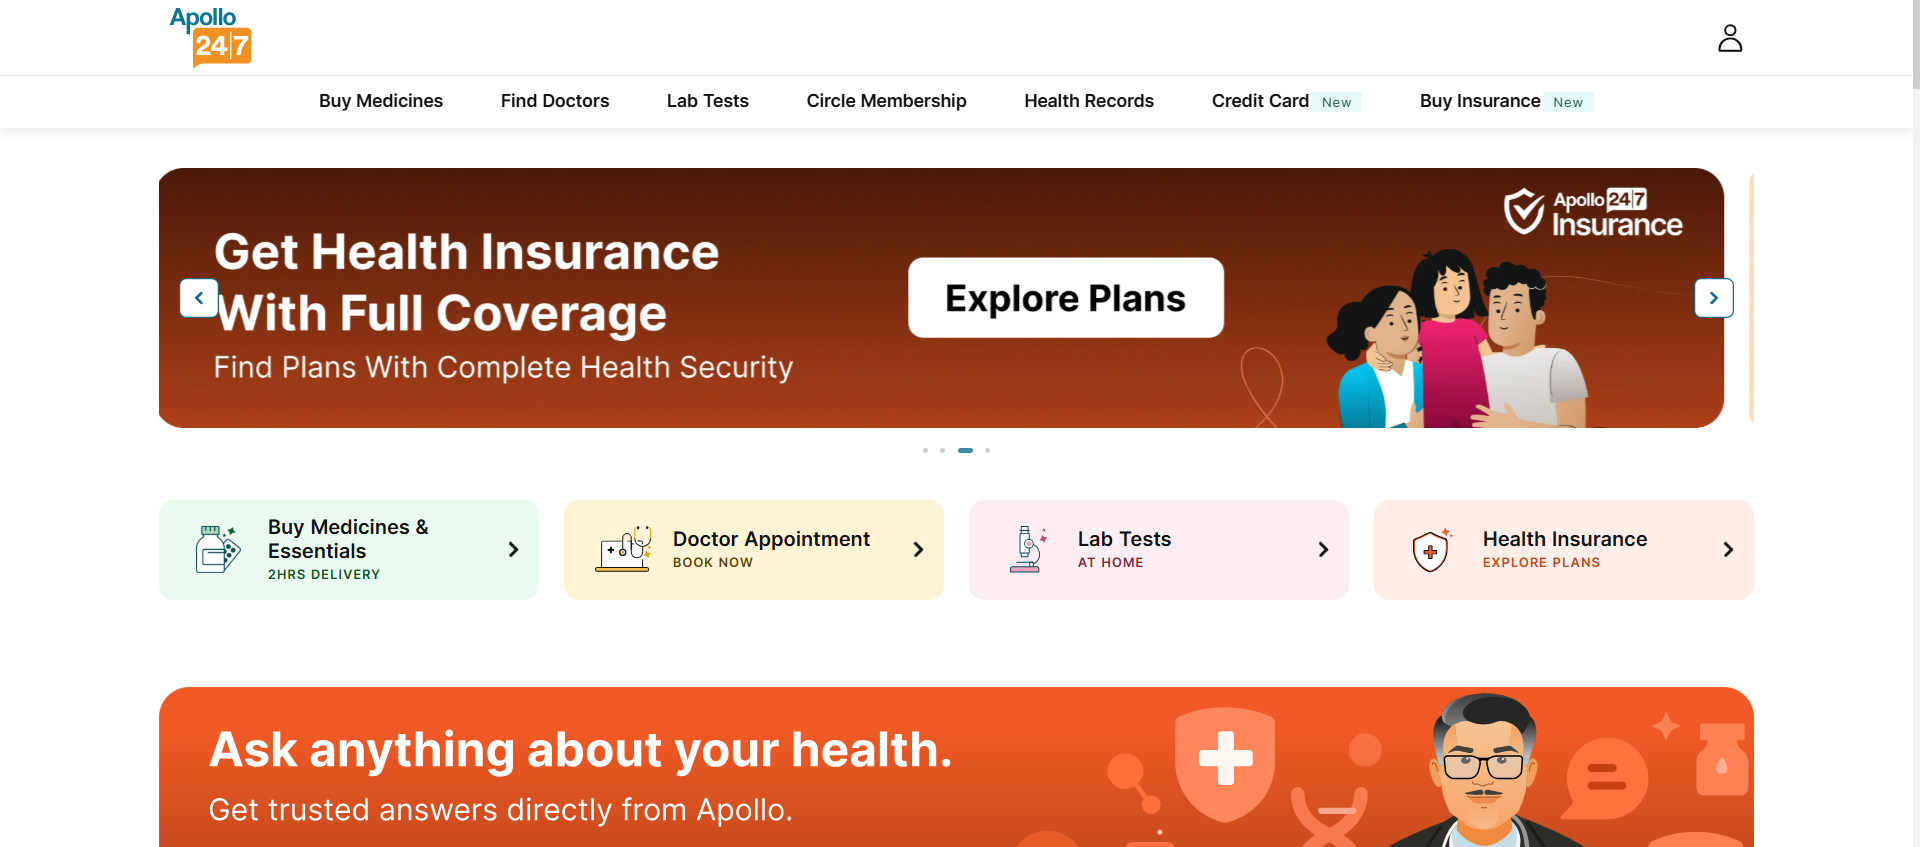 Apollo
24|7
Buy Medicines
Find Doctors
Lab Tests
Circle Membership
Health Records
Credit Card New
Buy Insurance New
Get Health Insurance
With Full Coverage
Find Plans With Complete Health Security
Explore Plans
Apollo 24|7
Insurance
Buy Medicines &
Essentials
2HRS DELIVERY
Doctor Appointment
BOOK NOW
Lab Tests
AT HOME
Health Insurance
EXPLORE PLANS
Ask anything about your health.
Get trusted answers directly from Apollo.